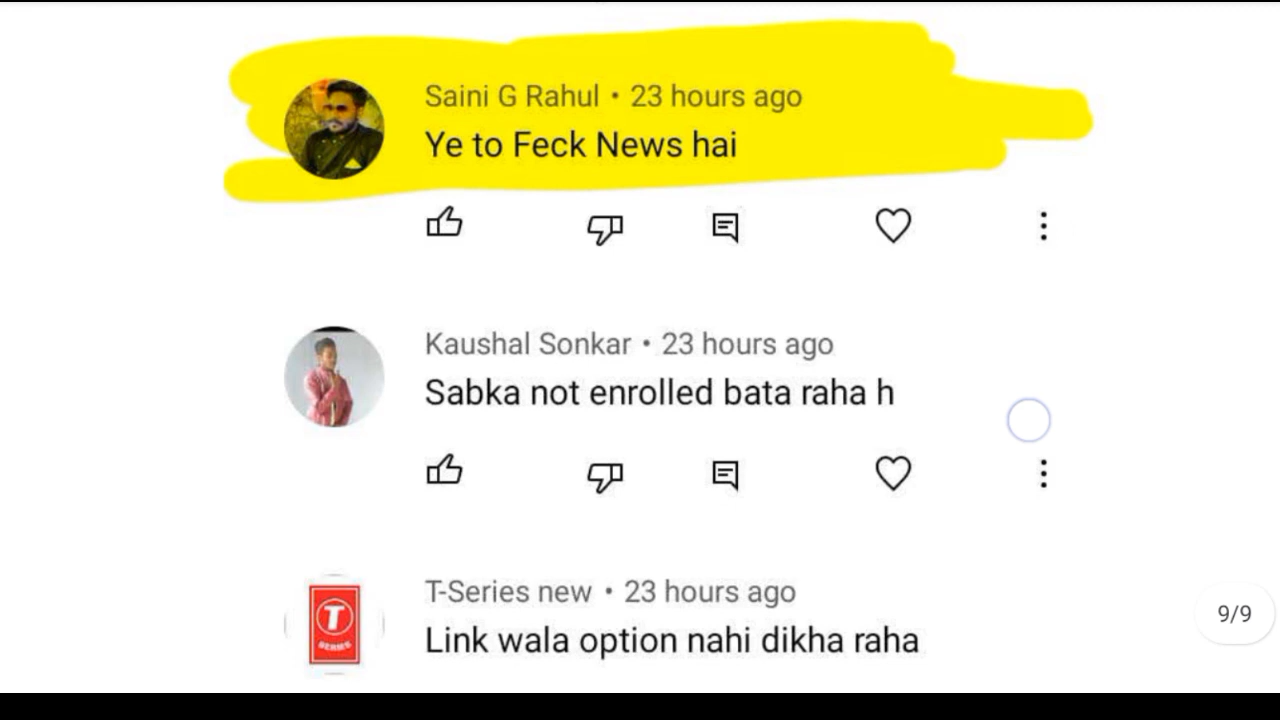 Saini G Rahul • 23 hours ago
Ye to Feck News hai
Kaushal Sonkar • 23 hours ago
Sabka not enrolled bata raha h
T-Series new • 23 hours ago
T
SERIES
Link wala option nahi dikha raha
9/9